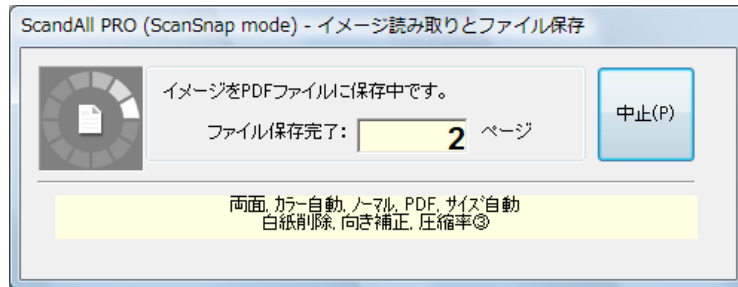 ScandAll PRO (ScanSnap mode) - イメージ読み取りとファイル保存
イメージをPDFファイルに保存中です。
ファイル保存完了: 2 ページ
中止(P)
両面, カラー自動, ノーマル, PDF, サイズ自動
白紙削除, 向き補正, 圧縮率③